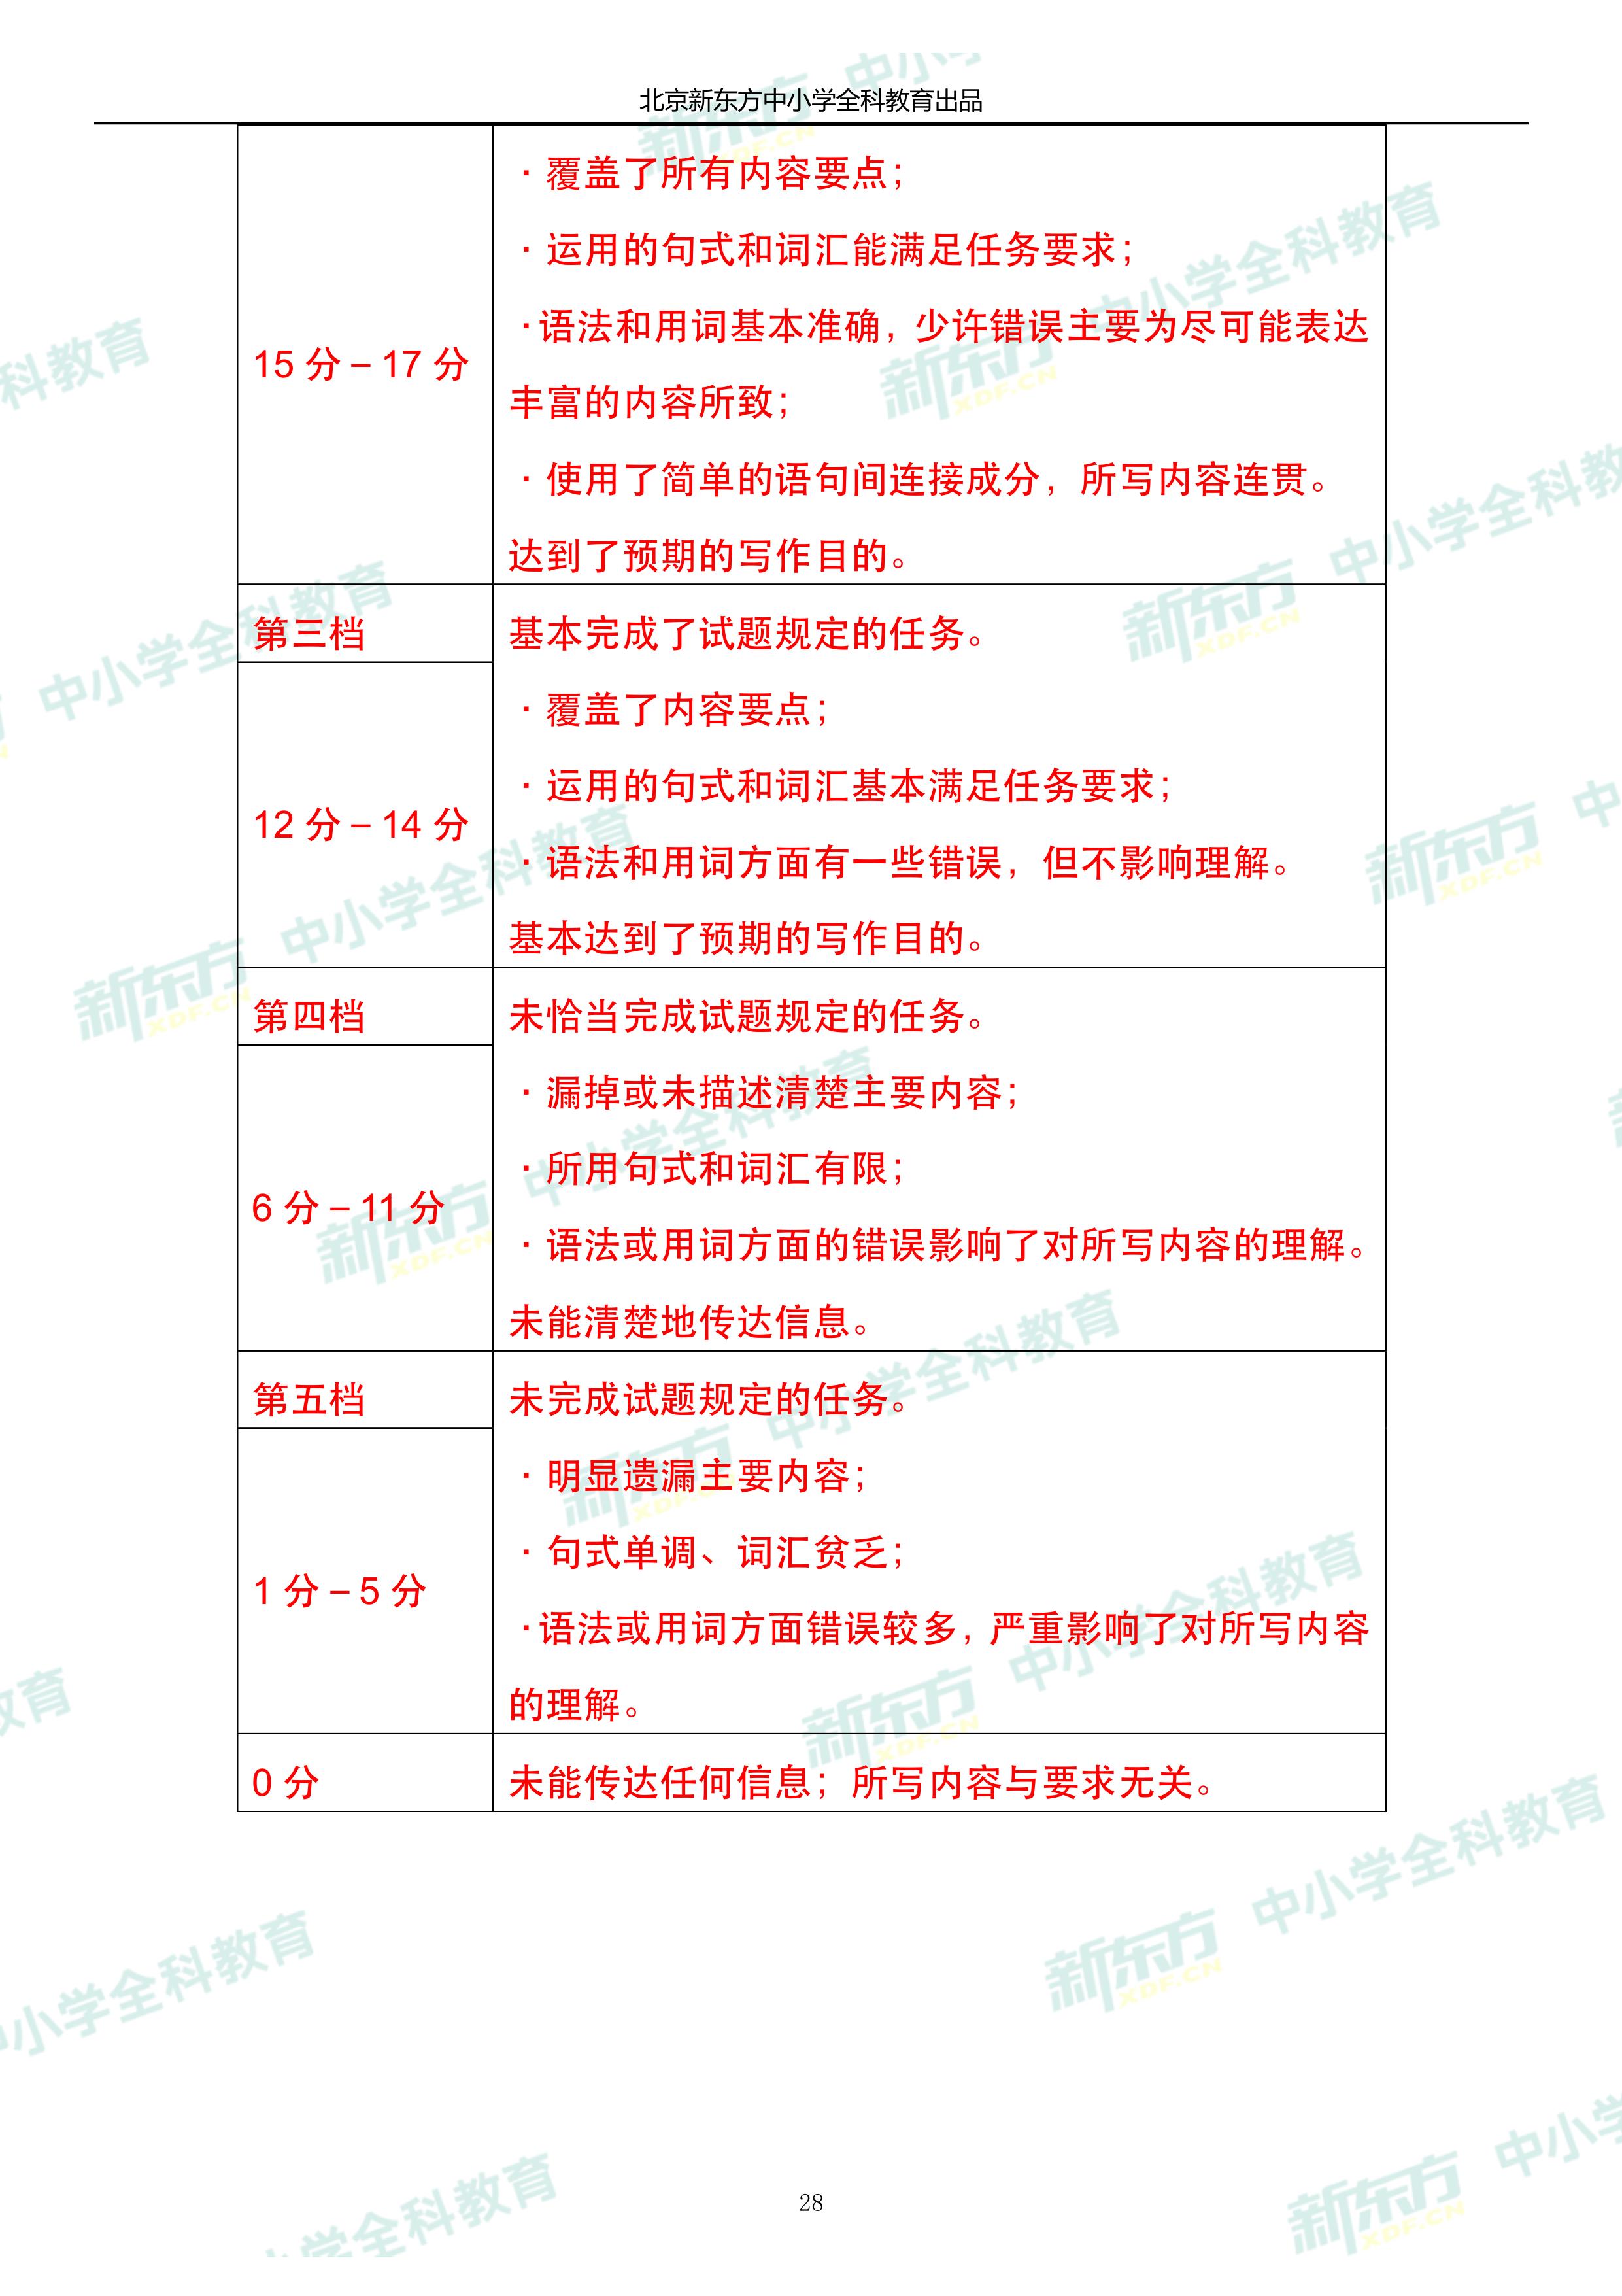 北京新东方中小学全科教育出品
15 分 – 17 分
· 覆盖了所有内容要点；
· 运用的句式和词汇能满足任务要求；
· 语法和用词基本准确，少许错误主要为尽可能表达
丰富的内容所致；
· 使用了简单的语句间连接成分，所写内容连贯。
达到了预期的写作目的。
第三档
基本完成了试题规定的任务。
12 分 – 14 分
· 覆盖了内容要点；
· 运用的句式和词汇基本满足任务要求；
· 语法和用词方面有一些错误，但不影响理解。
基本达到了预期的写作目的。
第四档
未恰当完成试题规定的任务。
6 分 – 11 分
· 漏掉或未描述清楚主要内容；
· 所用句式和词汇有限；
· 语法或用词方面的错误影响了对所写内容的理解。
未能清楚地传达信息。
第五档
未完成试题规定的任务。
1 分 – 5 分
· 明显遗漏主要内容；
· 句式单调、词汇贫乏；
· 语法或用词方面错误较多，严重影响了对所写内容
的理解。
0 分
未能传达任何信息；所写内容与要求无关。
新东方 XDF.CN 中小学全科教育
28